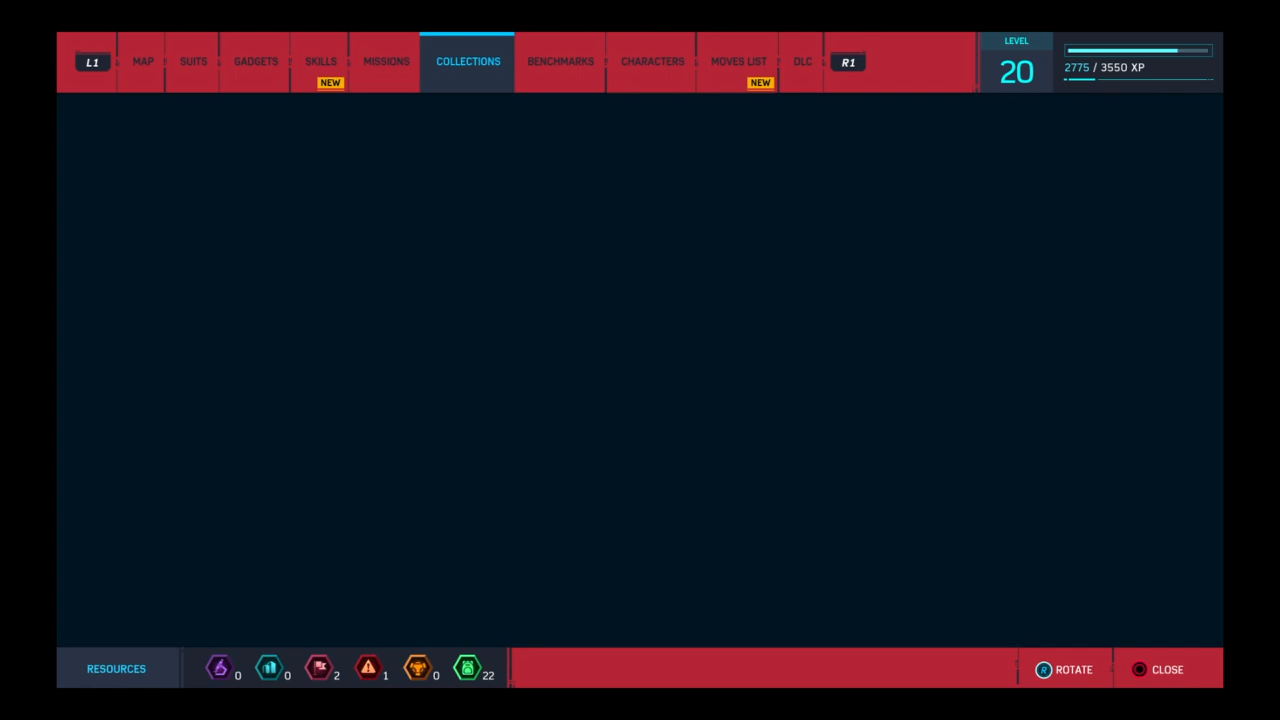 L1 MAP SUITS GADGETS SKILLS MISSIONS COLLECTIONS BENCHMARKS CHARACTERS MOVES LIST DLC R1
NEW NEW
LEVEL
20
2775 / 3550 XP
RESOURCES 0 0 2 1 0 22 R ROTATE CLOSE